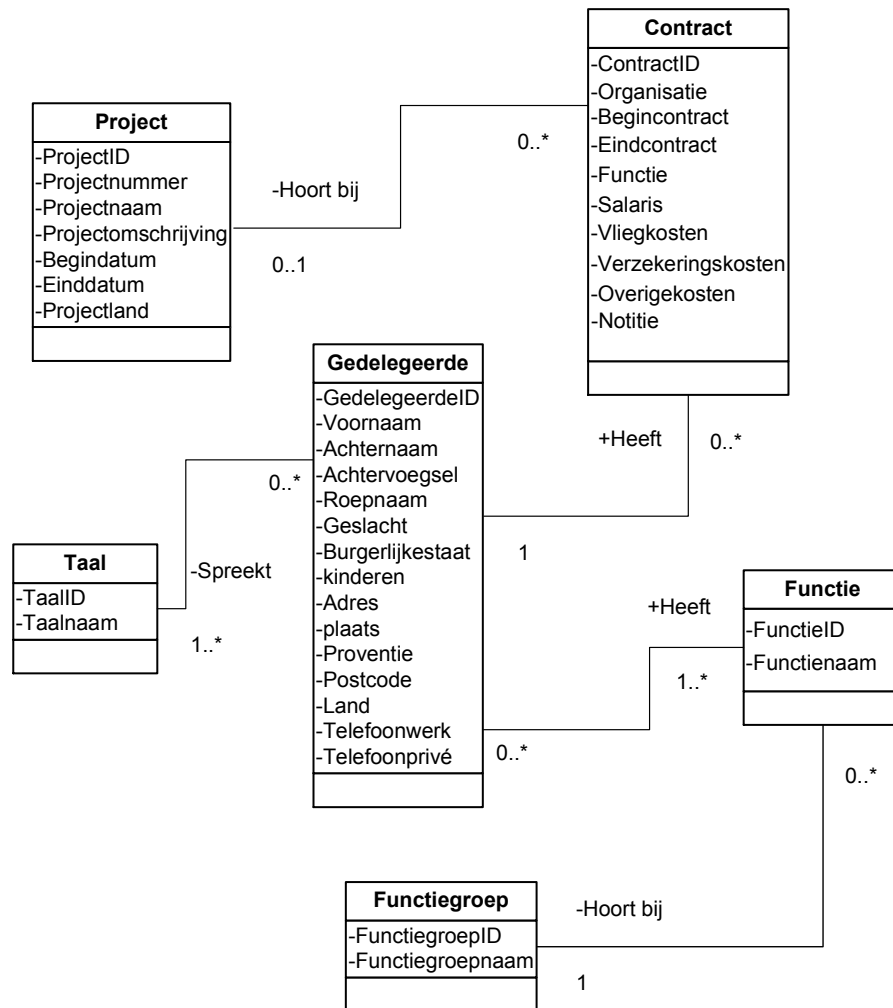 Contract
-ContractID
-Organisatie
-Begincontract
-Eindcontract
-Functie
-Salaris
-Vliegkosten
-Verzekeringskosten
-Overigekosten
-Notitie
Project
-ProjectID
-Projectnummer
-Projectnaam
-Projectomschrijving
-Begindatum
-Einddatum
-Projectland
-Hoort bij
0..*
0..1
Gedelegeerde
-GedelegeerdeID
-Voornaam
-Achternaam
-Achtervoegsel
-Roepnaam
-Geslacht
-Burgerlijkestaat
-kinderen
-Adres
-plaats
-Proventie
-Postcode
-Land
-Telefoonwerk
-Telefoonprivé
+Heeft
0..*
1
0..*
-Spreekt
1..*
Taal
-TaalID
-Taalnaam
+Heeft
1..*
0..*
Functie
-FunctieID
-Functienaam
0..*
-Hoort bij
1
Functiegroep
-FunctiegroepID
-Functiegroepnaam